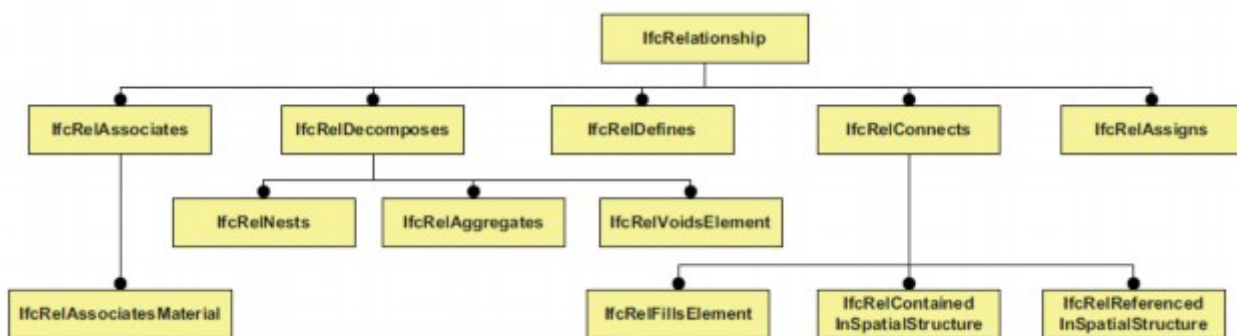 IfcRelationship
IfcRelAssociates
IfcRelDecomposes
IfcRelDefines
IfcRelConnects
IfcRelAssigns
IfcRelNests
IfcRelAggregates
IfcRelVoidsElement
IfcRelAssociatesMaterial
IfcRelFillsElement
IfcRelContained
InSpatialStructure
IfcRelReferenced
InSpatialStructure